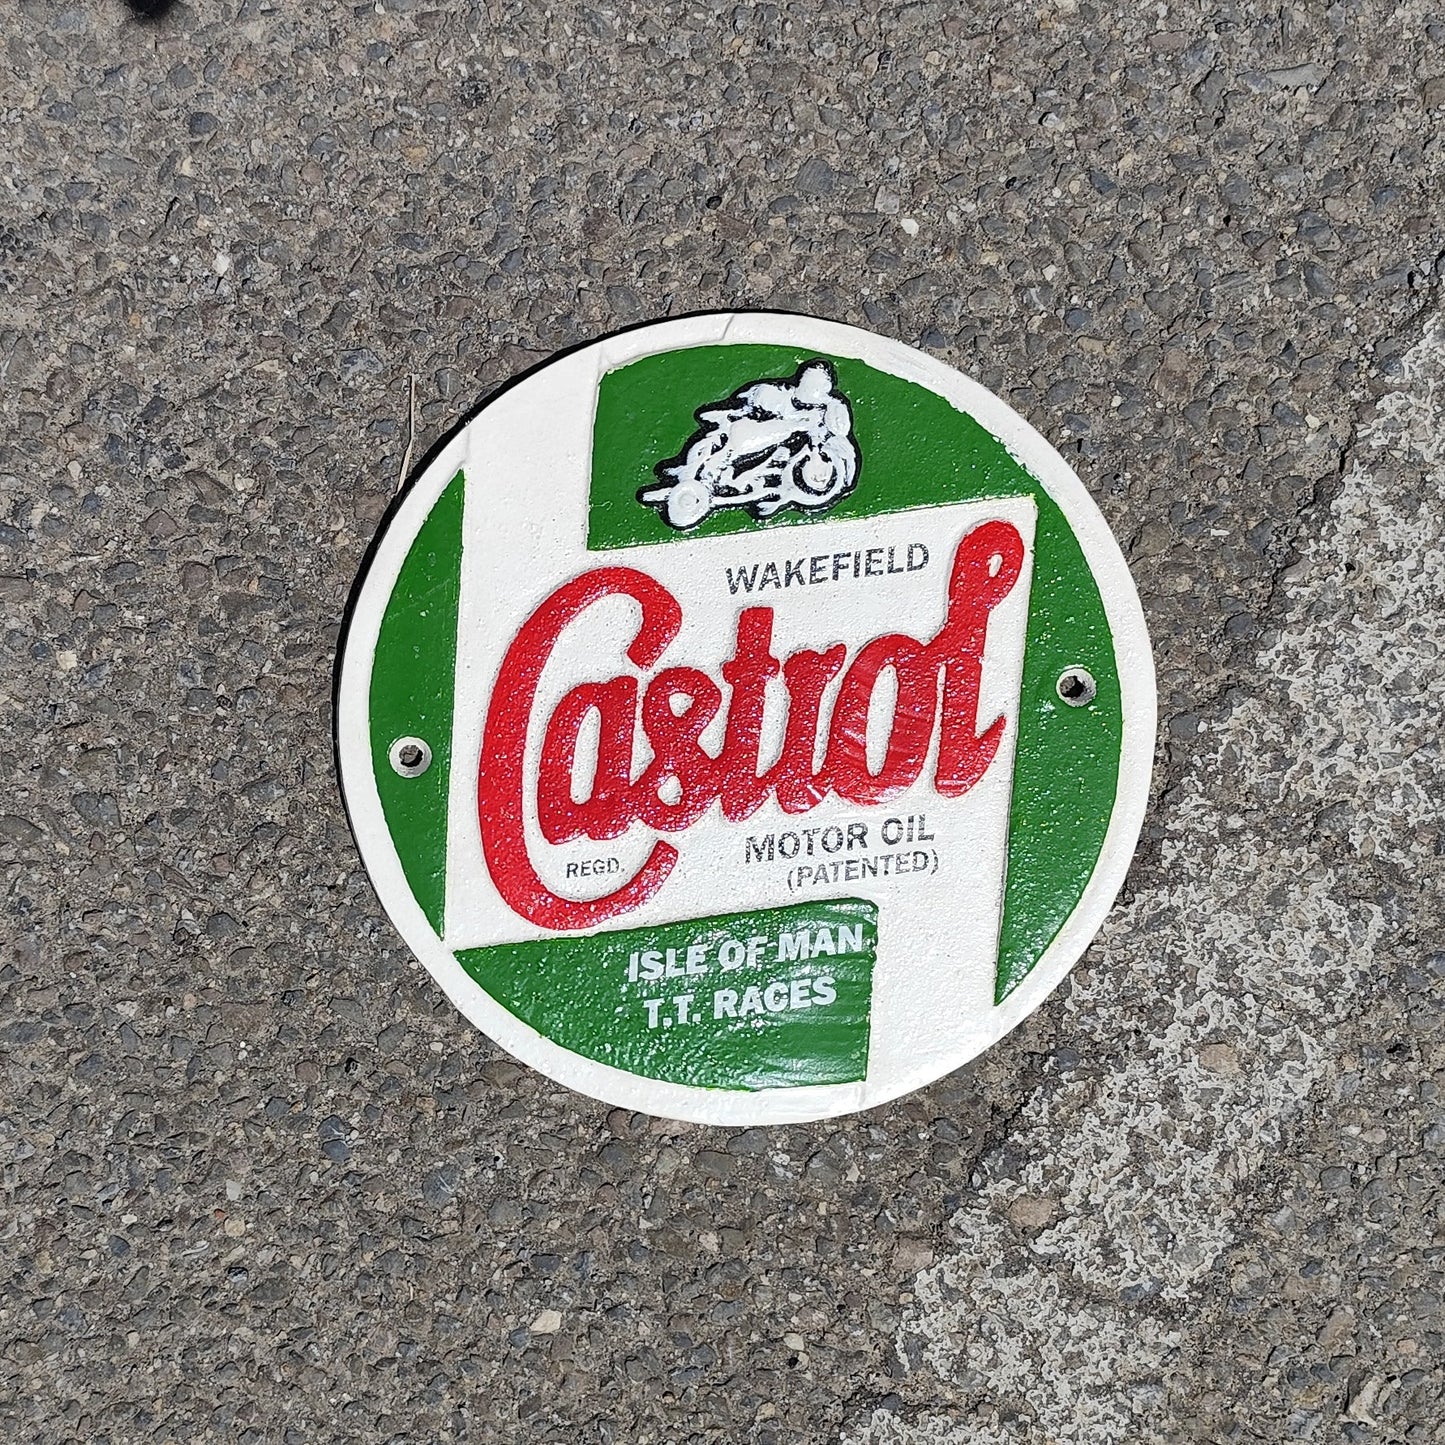 WAKEFIELD
Castrol
REGD.
MOTOR OIL
(PATENTED)
ISLE OF MAN
T.T. RACES